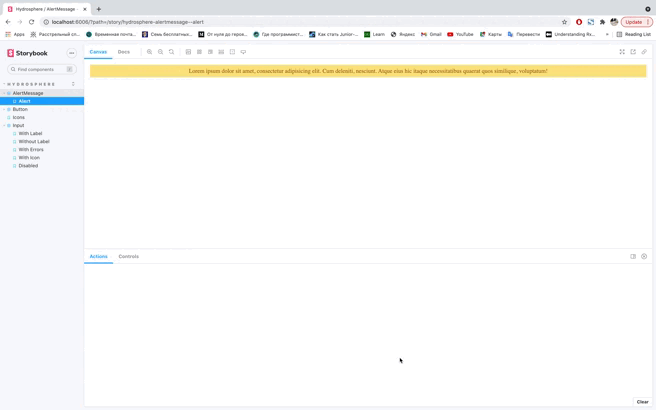 Hydrosphere / AlertMessage -
localhost:6006/?path=/story/hydrosphere-alertmessage--alert
Update
Apps
Расстрельный сп...
Временная почта...
Семь бесплатных...
От нуля до героя...
Где программист...
Как стать Junior-...
Learn
Яндекс
Gmail
YouTube
Карты
Перевести
Understanding Re...
»
Reading List
Storybook
Find components
/
HYDROSPHERE
AlertMessage
Alert
Button
Icons
Input
With Label
Without Label
With Errors
With Icon
Disabled
Canvas
Docs
Lorem ipsum dolor sit amet, consectetur adipisicing elit. Cum deleniti, nesciunt. Atque eius hic itaque necessitatibus quaerat quos similique, voluptatum!
Actions
Controls
Clear